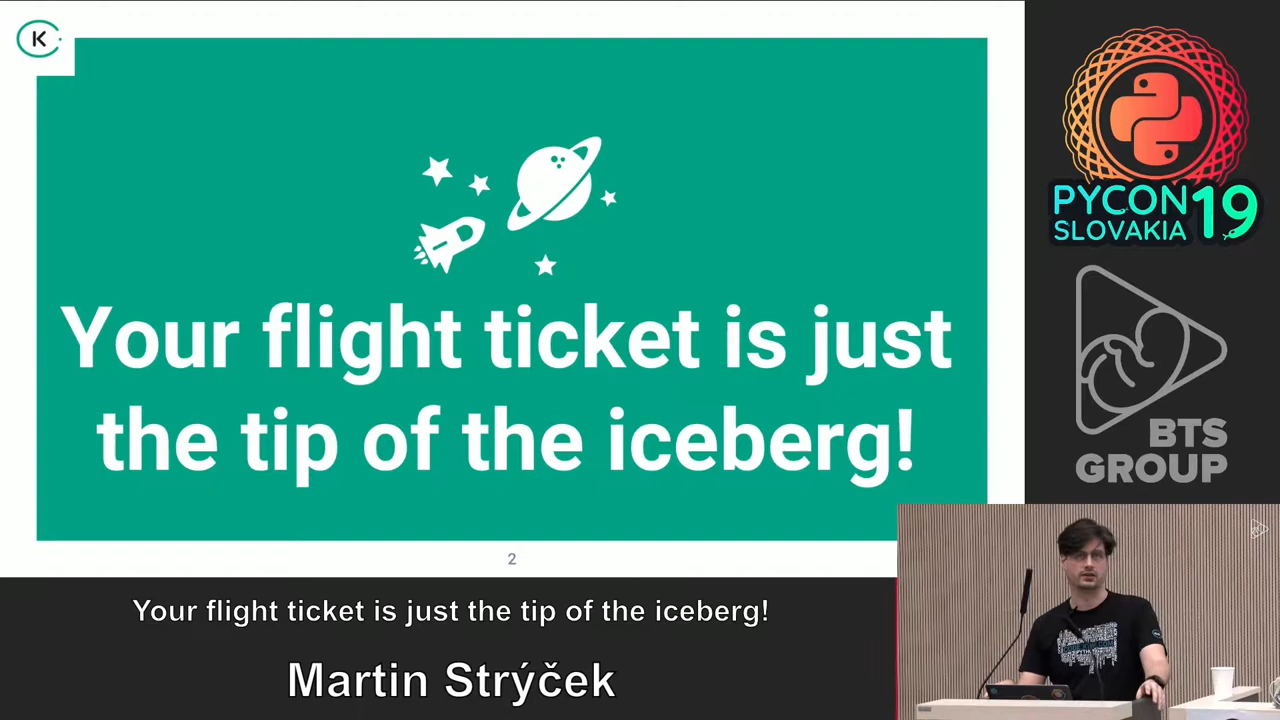 K
Your flight ticket is just
the tip of the iceberg!
2
PYCON 19
SLOVAKIA
BTS
GROUP
Your flight ticket is just the tip of the iceberg!
Martin Strýček